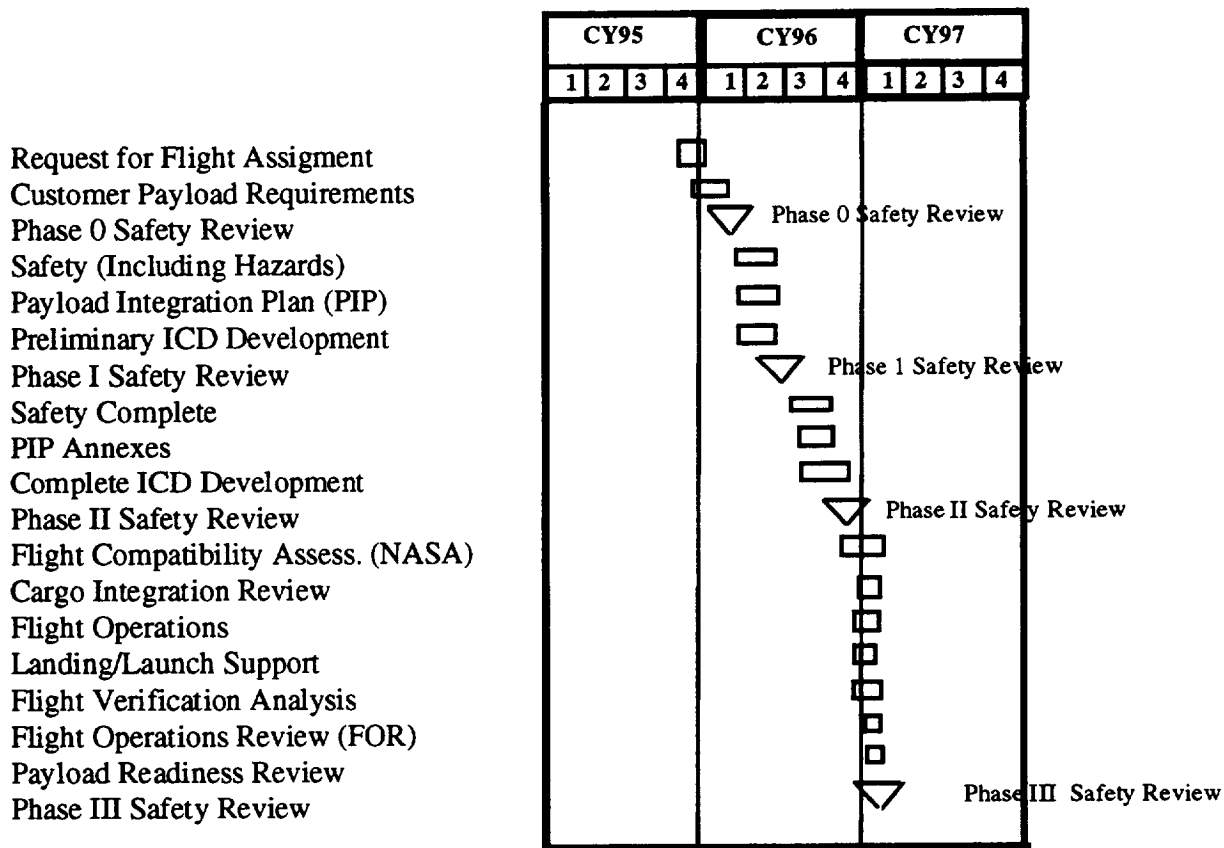 CY95 CY96 CY97
1 2 3 4 1 2 3 4 1 2 3 4
Request for Flight Assigment
Customer Payload Requirements
Phase 0 Safety Review Phase 0 Safety Review
Safety (Including Hazards)
Payload Integration Plan (PIP)
Preliminary ICD Development
Phase I Safety Review Phase 1 Safety Review
Safety Complete
PIP Annexes
Complete ICD Development
Phase II Safety Review Phase II Safety Review
Flight Compatibility Assess. (NASA)
Cargo Integration Review
Flight Operations
Landing/Launch Support
Flight Verification Analysis
Flight Operations Review (FOR)
Payload Readiness Review
Phase III Safety Review Phase III Safety Review